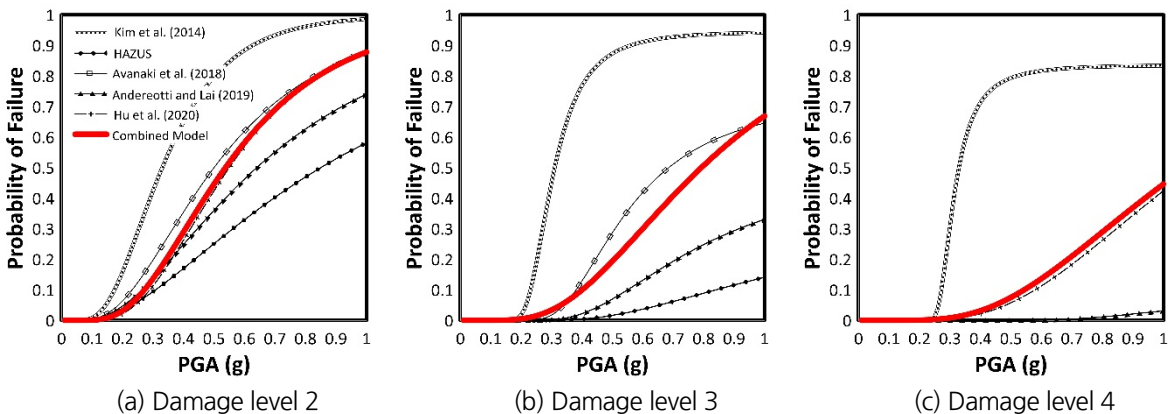 Probability of Failure
1
0.9
0.8
0.7
0.6
0.5
0.4
0.3
0.2
0.1
0
Kim et al. (2014)
HAZUS
Avanaki et al. (2018)
Andereotti and Lai (2019)
Hu et al. (2020)
Combined Model
0 0.1 0.2 0.3 0.4 0.5 0.6 0.7 0.8 0.9 1
PGA (g)
(a) Damage level 2
Probability of Failure
1
0.9
0.8
0.7
0.6
0.5
0.4
0.3
0.2
0.1
0
0 0.1 0.2 0.3 0.4 0.5 0.6 0.7 0.8 0.9 1
PGA (g)
(b) Damage level 3
Probability of Failure
1
0.9
0.8
0.7
0.6
0.5
0.4
0.3
0.2
0.1
0
0 0.1 0.2 0.3 0.4 0.5 0.6 0.7 0.8 0.9 1
PGA (g)
(c) Damage level 4